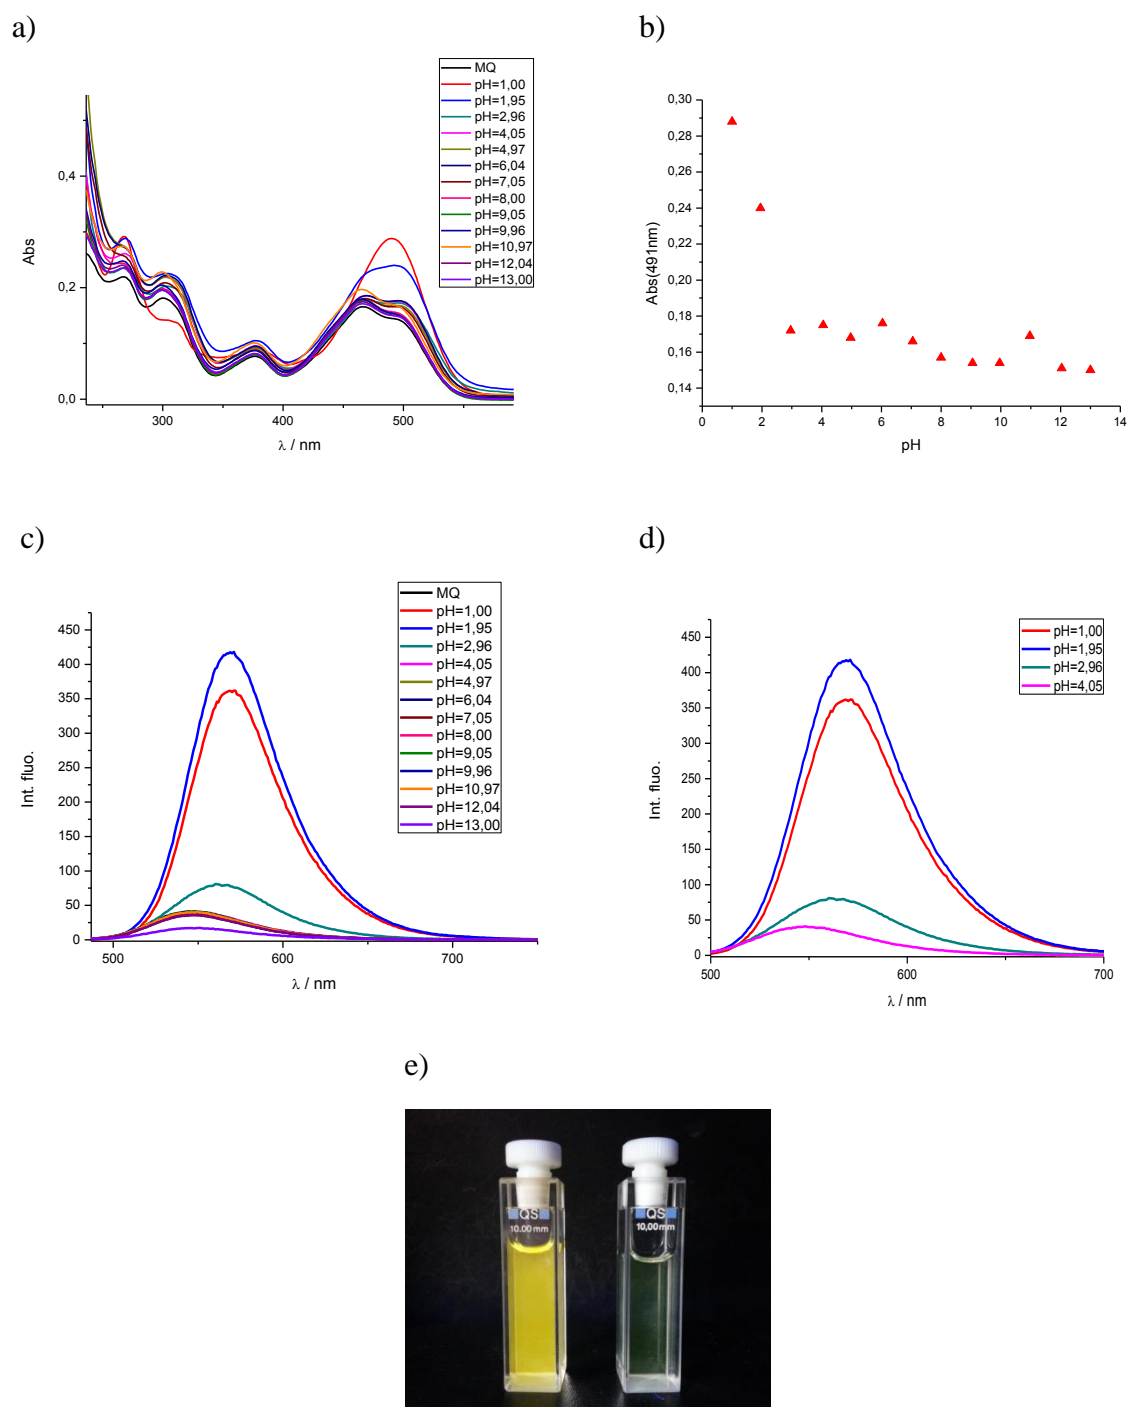 a)
MQ
pH=1,00
pH=1,95
pH=2,96
pH=4,05
pH=4,97
pH=6,04
pH=7,05
pH=8,00
pH=9,05
pH=9,96
pH=10,97
pH=12,04
pH=13,00
0,4
0,2
0,0
Abs
300
400
500
λ / nm
b)
0,30
0,28
0,26
0,24
0,22
0,20
0,18
0,16
0,14
Abs(491nm)
0
2
4
6
8
10
12
14
pH
c)
MQ
pH=1,00
pH=1,95
pH=2,96
pH=4,05
pH=4,97
pH=6,04
pH=7,05
pH=8,00
pH=9,05
pH=9,96
pH=10,97
pH=12,04
pH=13,00
450
400
350
300
250
200
150
100
50
0
Int. fluo.
500
600
700
λ / nm
d)
pH=1,00
pH=1,95
pH=2,96
pH=4,05
450
400
350
300
250
200
150
100
50
0
Int. fluo.
500
600
700
λ / nm
e)
QS
10.00 mm
QS
10,00 mm